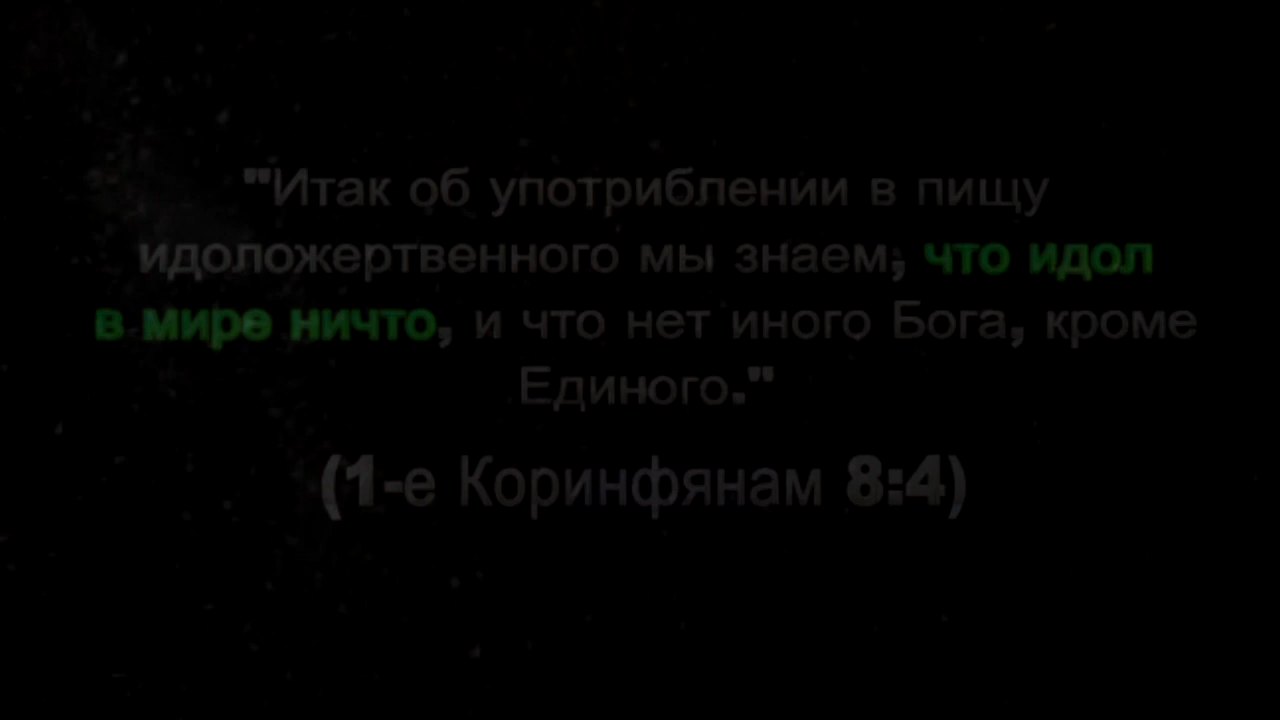 "Итак об употриблении в пищу
идоложертвенного мы знаем, что идол
в мире ничто, и что нет иного Бога, кроме
Единого."
(1-е Коринфянам 8:4)